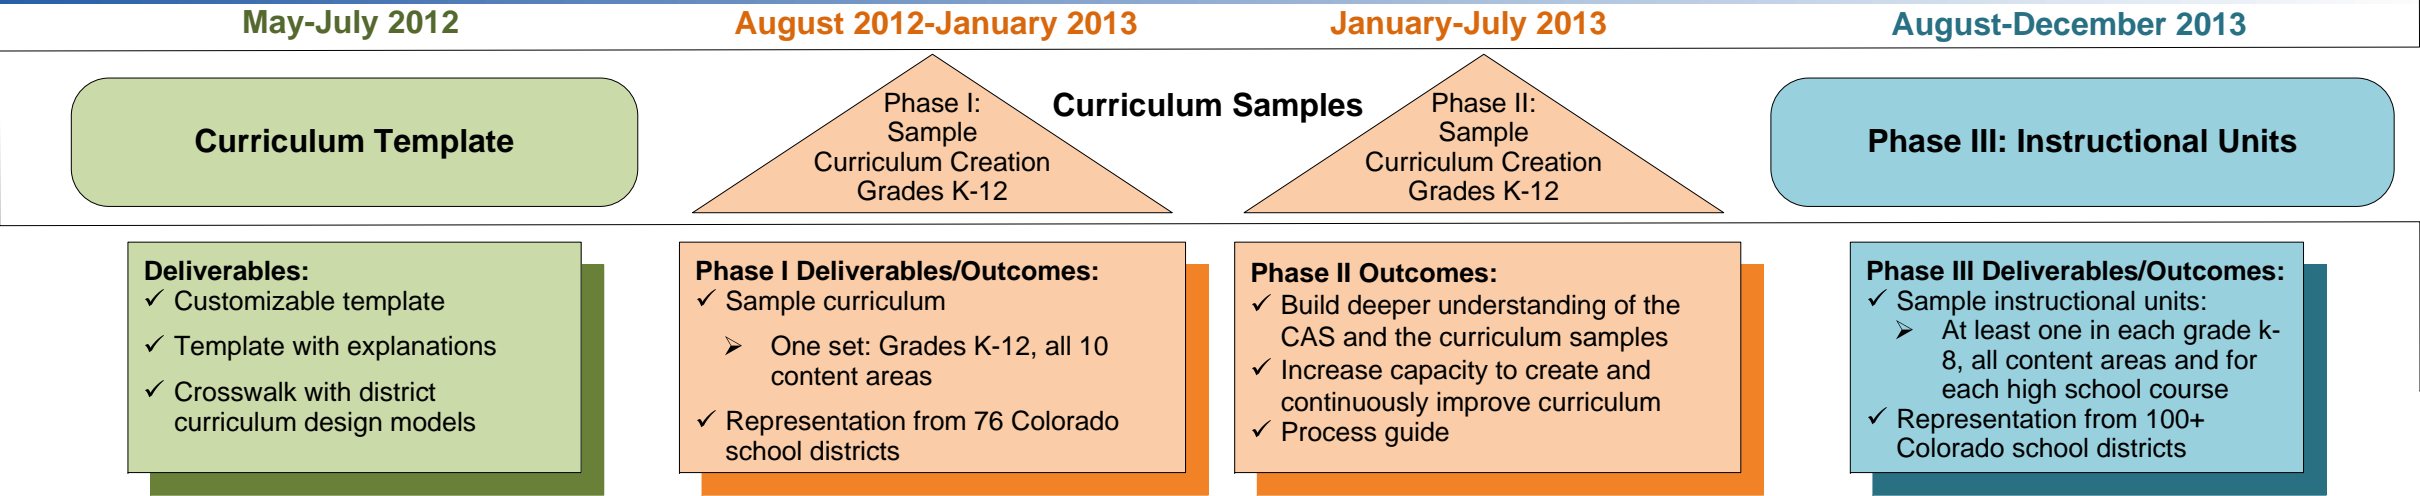 May-July 2012
August 2012-January 2013
January-July 2013
August-December 2013
Curriculum Template
Phase I:
Sample
Curriculum Creation
Grades K-12
Curriculum Samples
Phase II:
Sample
Curriculum Creation
Grades K-12
Phase III: Instructional Units
Deliverables:
✓ Customizable template
✓ Template with explanations
✓ Crosswalk with district
curriculum design models
Phase I Deliverables/Outcomes:
✓ Sample curriculum
➢ One set: Grades K-12, all 10
content areas
✓ Representation from 76 Colorado
school districts
Phase II Outcomes:
✓ Build deeper understanding of the
CAS and the curriculum samples
✓ Increase capacity to create and
continuously improve curriculum
✓ Process guide
Phase III Deliverables/Outcomes:
✓ Sample instructional units:
➢ At least one in each grade k-
8, all content areas and for
each high school course
✓ Representation from 100+
Colorado school districts